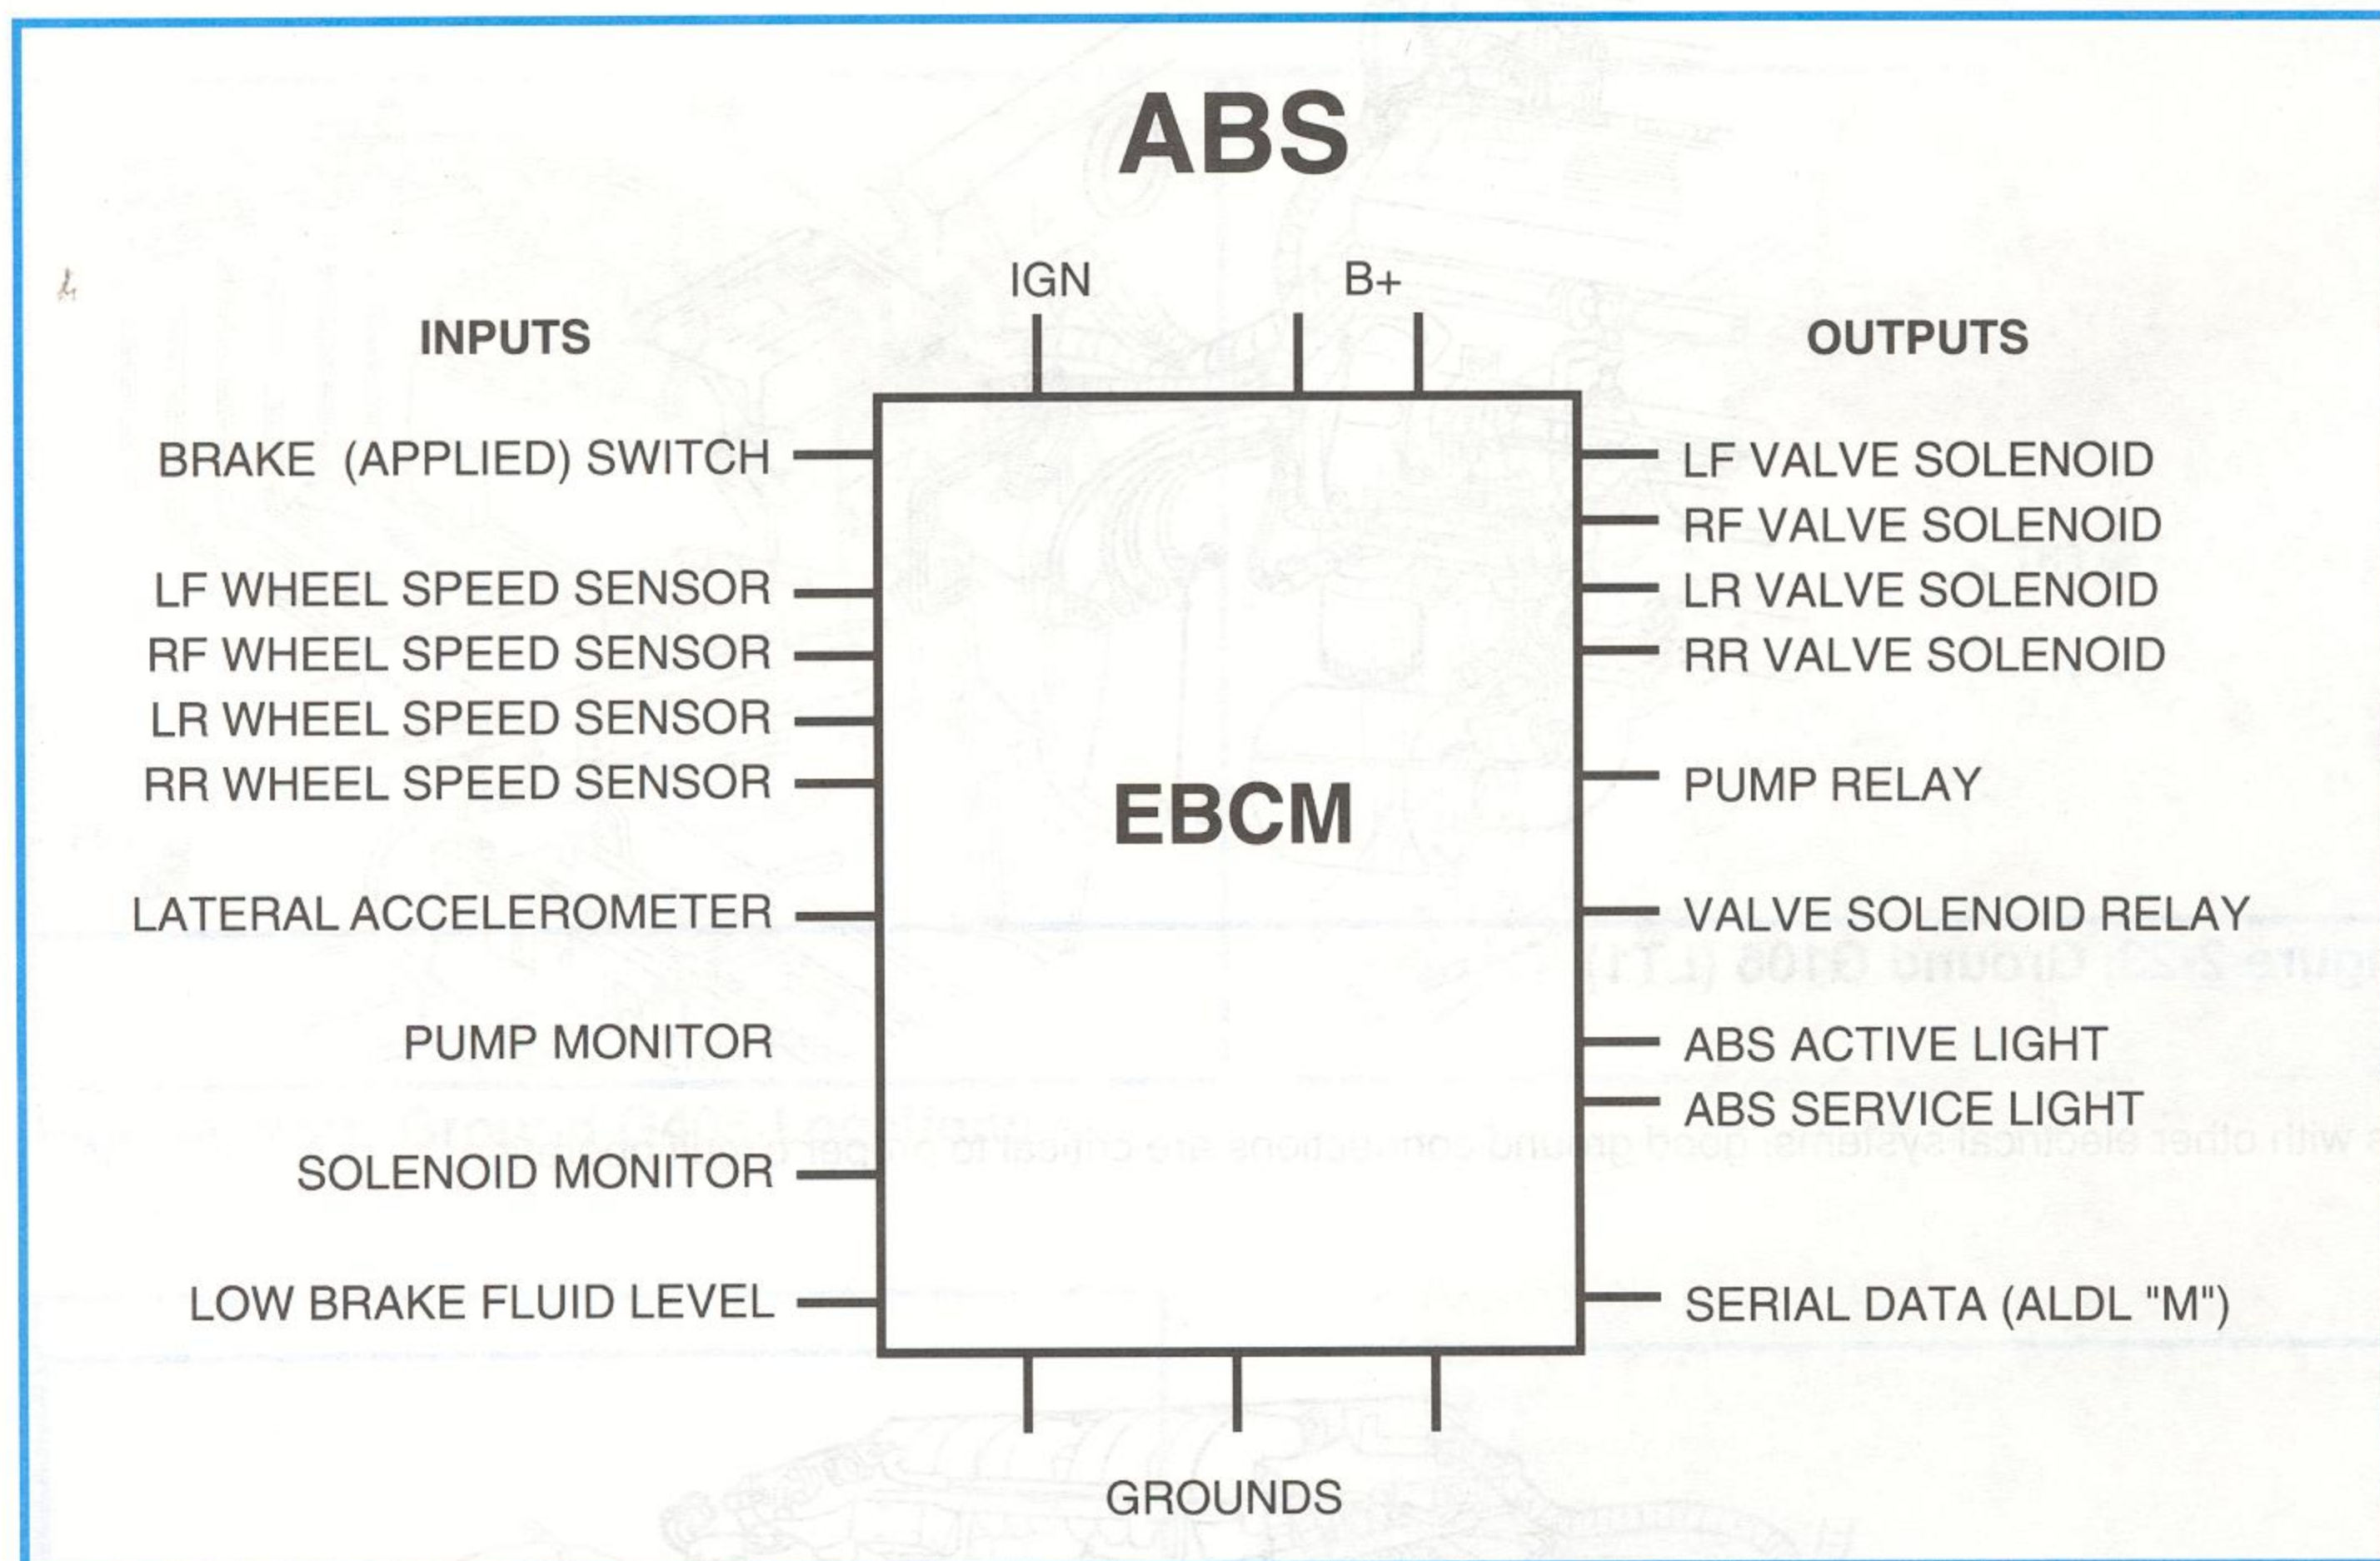 ABS
IGN
B+
INPUTS
OUTPUTS
BRAKE (APPLIED) SWITCH
LF WHEEL SPEED SENSOR
RF WHEEL SPEED SENSOR
LR WHEEL SPEED SENSOR
RR WHEEL SPEED SENSOR
LATERAL ACCELEROMETER
PUMP MONITOR
SOLENOID MONITOR
LOW BRAKE FLUID LEVEL
EBCM
LF VALVE SOLENOID
RF VALVE SOLENOID
LR VALVE SOLENOID
RR VALVE SOLENOID
PUMP RELAY
VALVE SOLENOID RELAY
ABS ACTIVE LIGHT
ABS SERVICE LIGHT
SERIAL DATA (ALDL "M")
GROUNDS